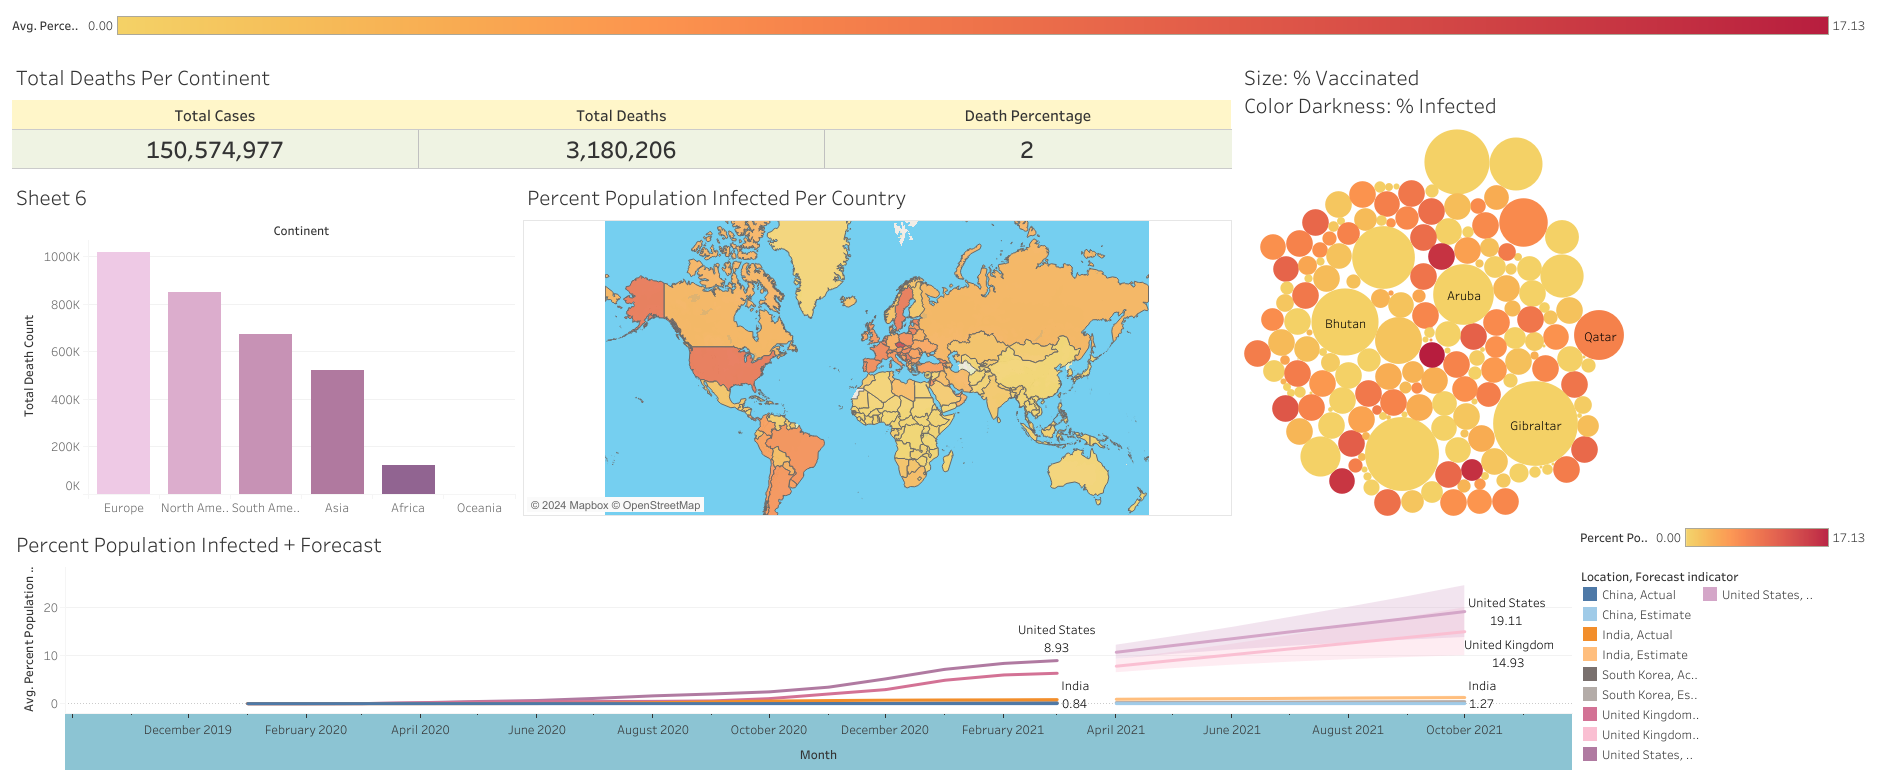 Avg. Perce.. 0.00 17.13
Total Deaths Per Continent
Total Cases Total Deaths Death Percentage
150,574,977 3,180,206 2
Size: % Vaccinated
Color Darkness: % Infected
Sheet 6
Continent
Total Death Count
1000K
800K
600K
400K
200K
0K
Europe North Ame.. South Ame.. Asia Africa Oceania
Percent Population Infected Per Country
© 2024 Mapbox © OpenStreetMap
Aruba
Bhutan
Qatar
Gibraltar
Percent Population Infected + Forecast
Avg. Percent Population ..
20
10
0
United States
8.93
India
0.84
United States
19.11
United Kingdom
14.93
India
1.27
December 2019 February 2020 April 2020 June 2020 August 2020 October 2020 December 2020 February 2021 April 2021 June 2021 August 2021 October 2021
Month
Percent Po.. 0.00 17.13
Location, Forecast indicator
China, Actual
China, Estimate
India, Actual
India, Estimate
South Korea, Ac..
South Korea, Es..
United Kingdom..
United Kingdom..
United States, ..
United States, ..